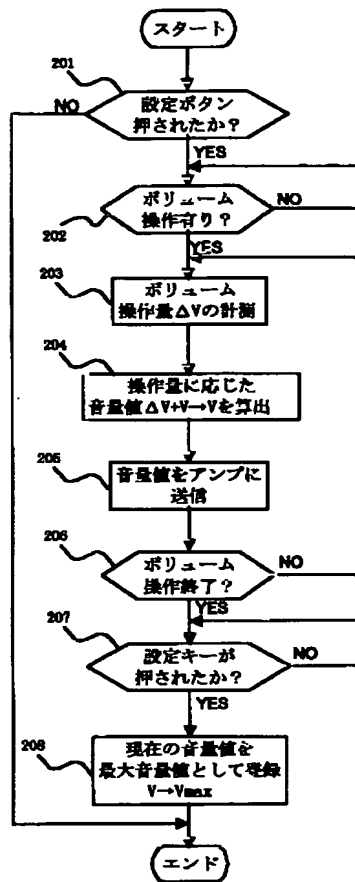 スタート
201
NO
設定ボタン
押されたか？
YES
ボリューム
操作有り？
NO
202
YES
203
ボリューム
操作量ΔVの計測
204
操作量に応じた
音量値ΔV+V→Vを算出
205
音量値をアンプに
送信
206
ボリューム
操作終了？
NO
YES
207
設定キーが
押されたか？
NO
YES
208
現在の音量値を
最大音量値として登録
V→Vmax
エンド